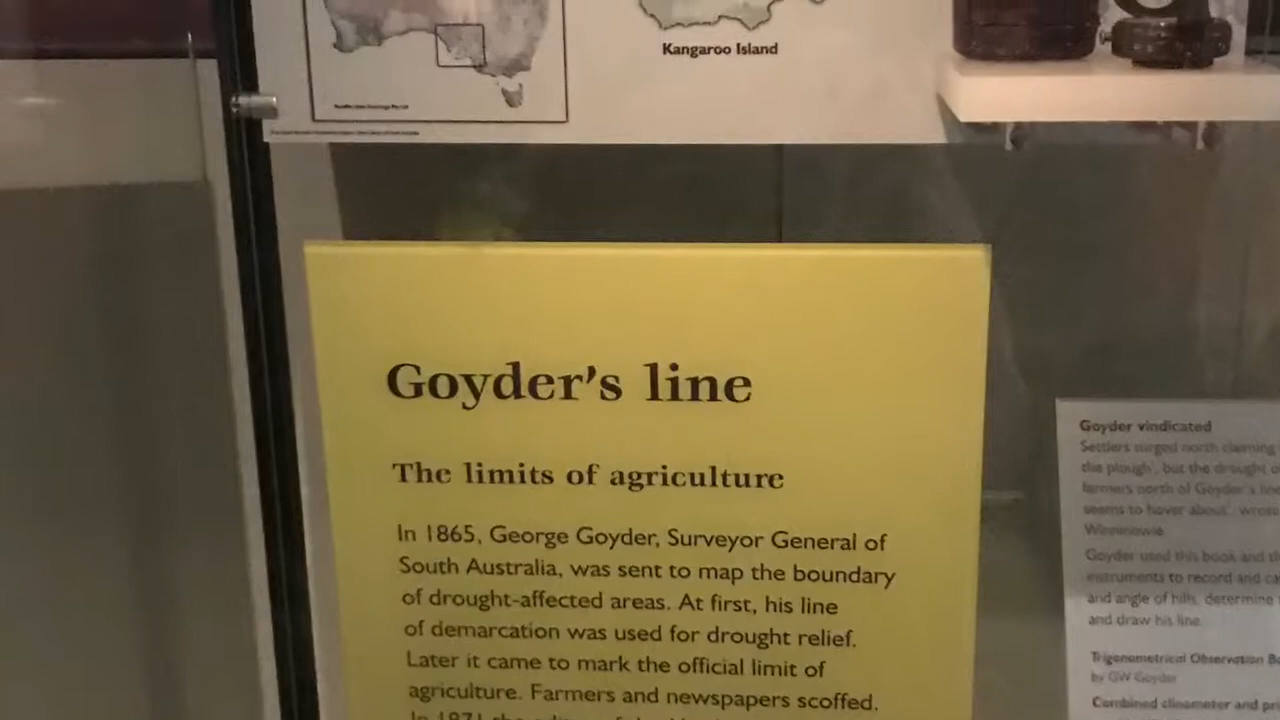 Kangaroo Island
Goyder's line
The limits of agriculture
In 1865, George Goyder, Surveyor General of
South Australia, was sent to map the boundary
of drought-affected areas. At first, his line
of demarcation was used for drought relief.
Later it came to mark the official limit of
agriculture. Farmers and newspapers scoffed.
In 1871 the
Goyder vindicated
Settlers surged north claiming
the plough', but the drought
farmers north of Goyder's line
seems to hover about', wrote
Winninowie.
Goyder used this book and
instruments to record and
and angle of hills, determine
and draw his line.
Trigonometrical Observation
by GW Goyder
Combined clinometer and